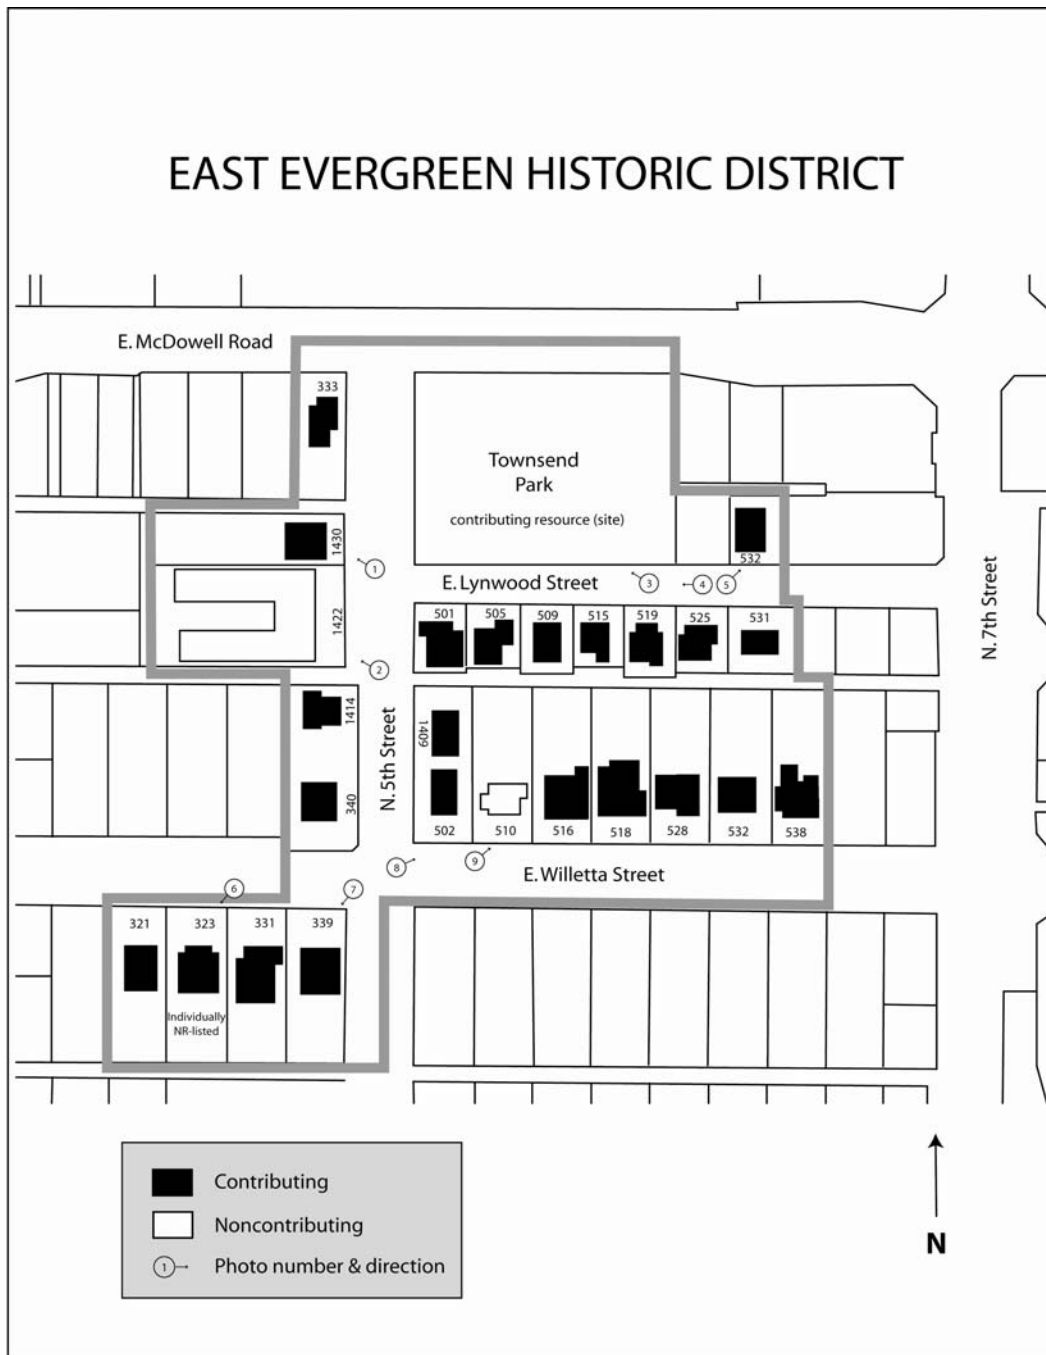 EAST EVERGREEN HISTORIC DISTRICT
E. McDowell Road
333
Townsend
Park
contributing resource (site)
1430
1
532
E. Lynwood Street
3
4
5
1422
501
505
509
515
519
525
531
N. 7th Street
2
1414
N. 5th Street
1409
340
502
510
516
518
528
532
538
8
9
E. Willetta Street
6
7
321
323
331
339
Individually
NR-listed
Contributing
Noncontributing
1
Photo number & direction
N